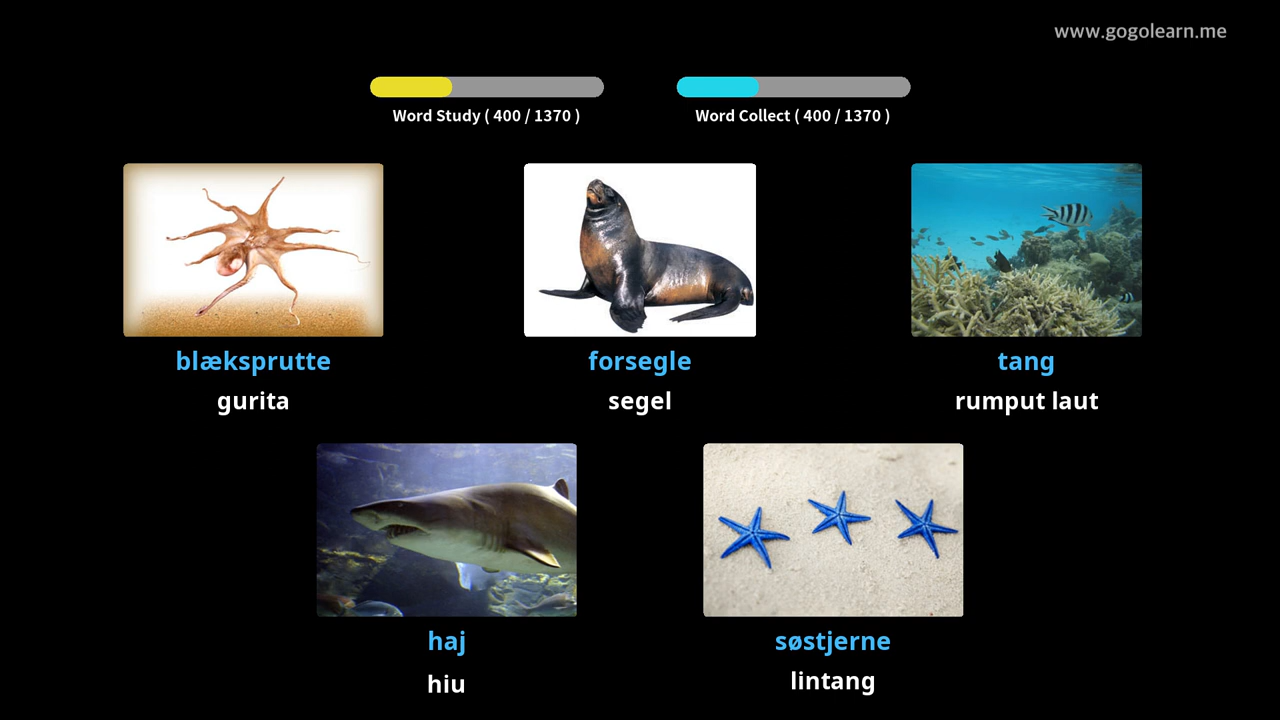 www.gogolearn.me
Word Study ( 400 / 1370 )
Word Collect ( 400 / 1370 )
blæksprutte
gurita
forsegle
segel
tang
rumput laut
haj
hiu
søstjerne
lintang